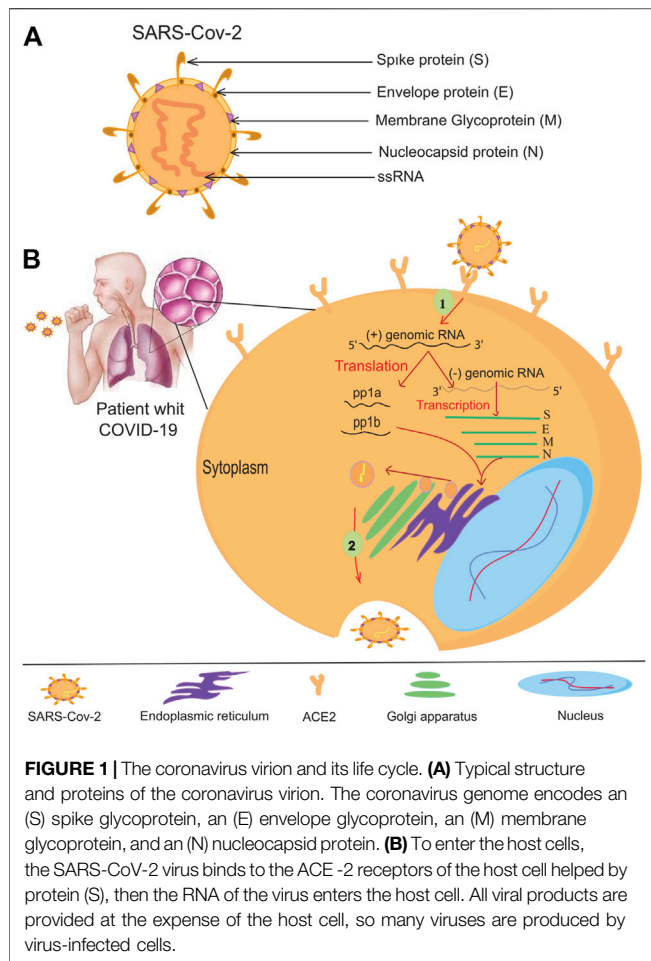 A
SARS-Cov-2
Spike protein (S)
Envelope protein (E)
Membrane Glycoprotein (M)
Nucleocapsid protein (N)
ssRNA
B
Patient whit
COVID-19
1
(+) genomic RNA
5' 3'
Translation
(-) genomic RNA
3' 5'
Transcription
pp1a
pp1b
S
E
M
N
Sytoplasm
2
SARS-Cov-2
Endoplasmic reticulum
ACE2
Golgi apparatus
Nucleus
FIGURE 1 | The coronavirus virion and its life cycle. (A) Typical structure
and proteins of the coronavirus virion. The coronavirus genome encodes an
(S) spike glycoprotein, an (E) envelope glycoprotein, an (M) membrane
glycoprotein, and an (N) nucleocapsid protein. (B) To enter the host cells,
the SARS-CoV-2 virus binds to the ACE -2 receptors of the host cell helped by
protein (S), then the RNA of the virus enters the host cell. All viral products are
provided at the expense of the host cell, so many viruses are produced by
virus-infected cells.